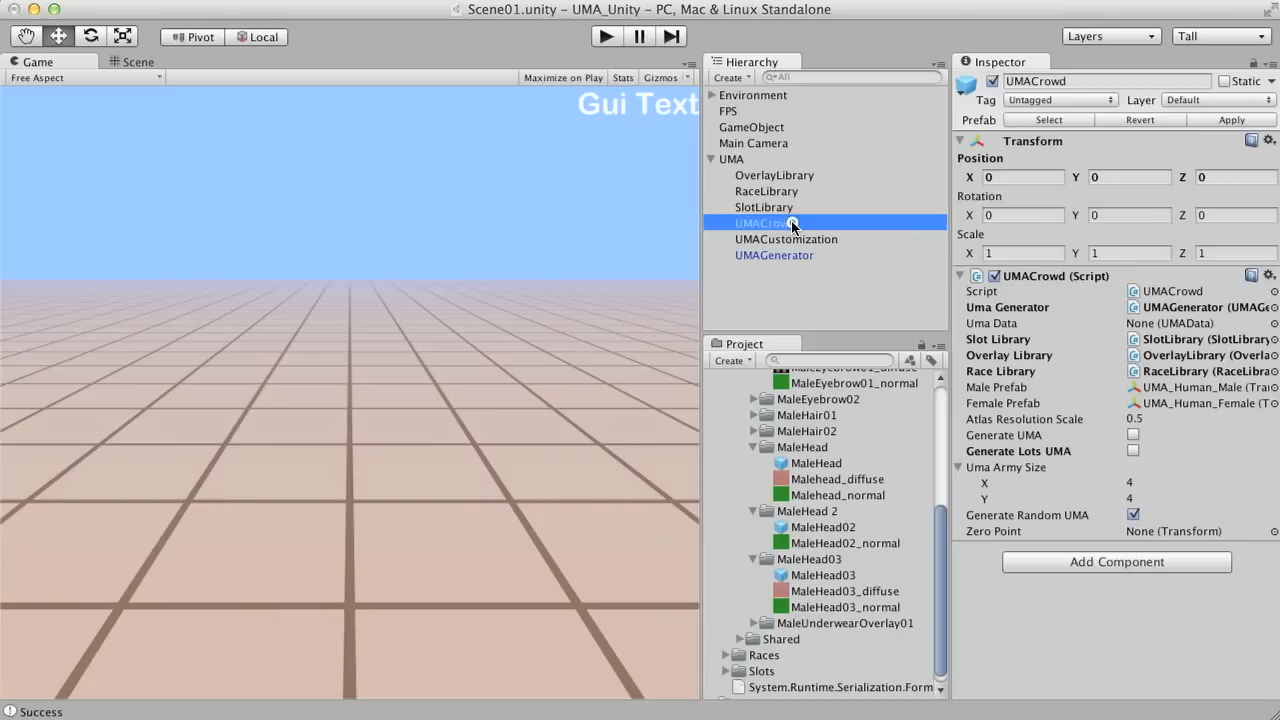 Scene01.unity - UMA_Unity - PC, Mac & Linux Standalone
Pivot Local Layers Tall
Game Scene Hierarchy Inspector
Free Aspect Maximize on Play Stats Gizmos Create All
Gui Text
Environment
FPS
GameObject
Main Camera
UMA
OverlayLibrary
RaceLibrary
SlotLibrary
UMACrow
UMACustomization
UMAGenerator
Project
Create
MaleEyebrow01_diffuse
MaleEyebrow01_normal
MaleEyebrow02
MaleHair01
MaleHair02
MaleHead
MaleHead
Malehead_diffuse
Malehead_normal
MaleHead 2
MaleHead02
MaleHead02_normal
MaleHead03
MaleHead03
MaleHead03_diffuse
MaleHead03_normal
MaleUnderwearOverlay01
Shared
Races
Slots
System.Runtime.Serialization.Form
UMACrowd Static
Tag Untagged Layer Default
Prefab Select Revert Apply
Transform
Position
X 0 Y 0 Z 0
Rotation
X 0 Y 0 Z 0
Scale
X 1 Y 1 Z 1
UMACrowd (Script)
Script UMACrowd
Uma Generator UMAGenerator (UMAGe
Uma Data None (UMAData)
Slot Library SlotLibrary (SlotLibrary
Overlay Library OverlayLibrary (Overla
Race Library RaceLibrary (RaceLibra
Male Prefab UMA_Human_Male (Trai
Female Prefab UMA_Human_Female (T
Atlas Resolution Scale 0.5
Generate UMA
Generate Lots UMA
Uma Army Size
X 4
Y 4
Generate Random UMA
Zero Point None (Transform)
Add Component
Success